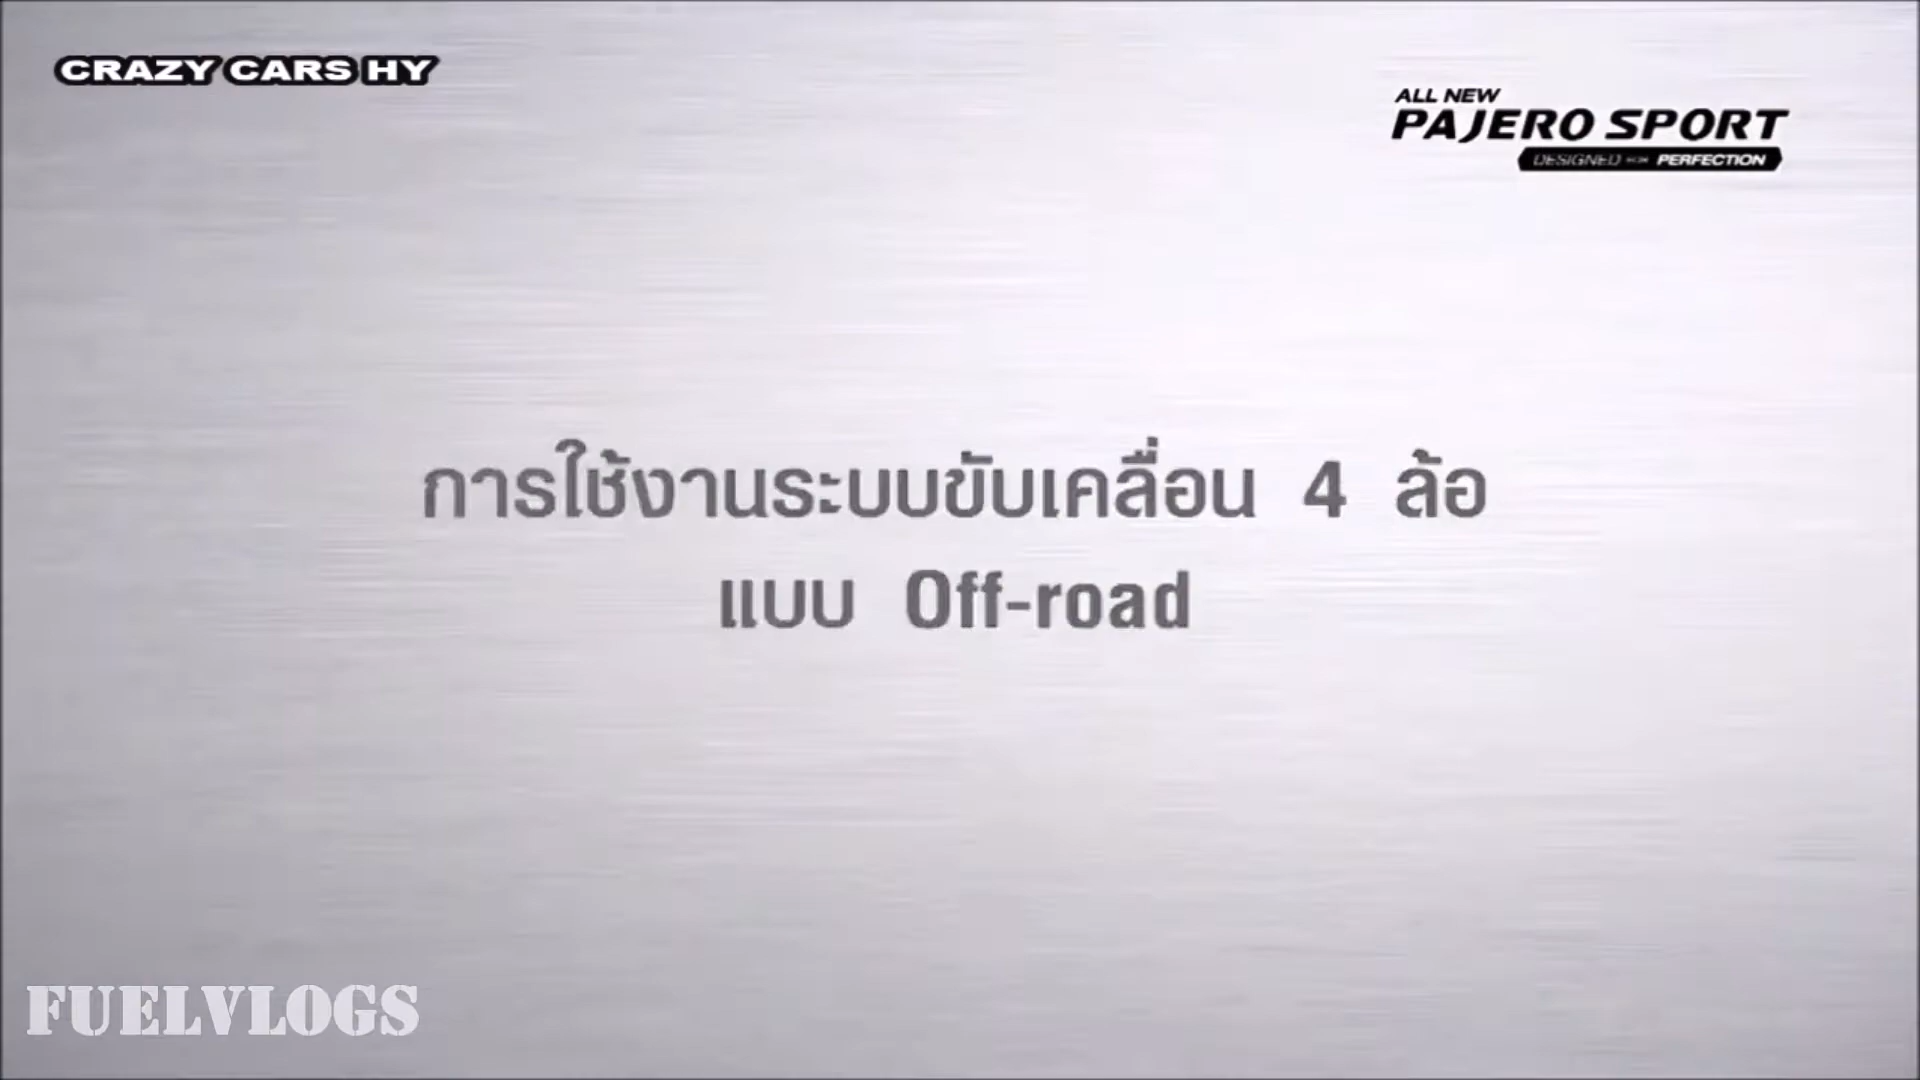 CRAZY CARS HY
ALL NEW
PAJERO SPORT
DESIGNED FOR PERFECTION
การใช้งานระบบขับเคลื่อน 4 ล้อ
แบบ Off-road
FUELVLOGS